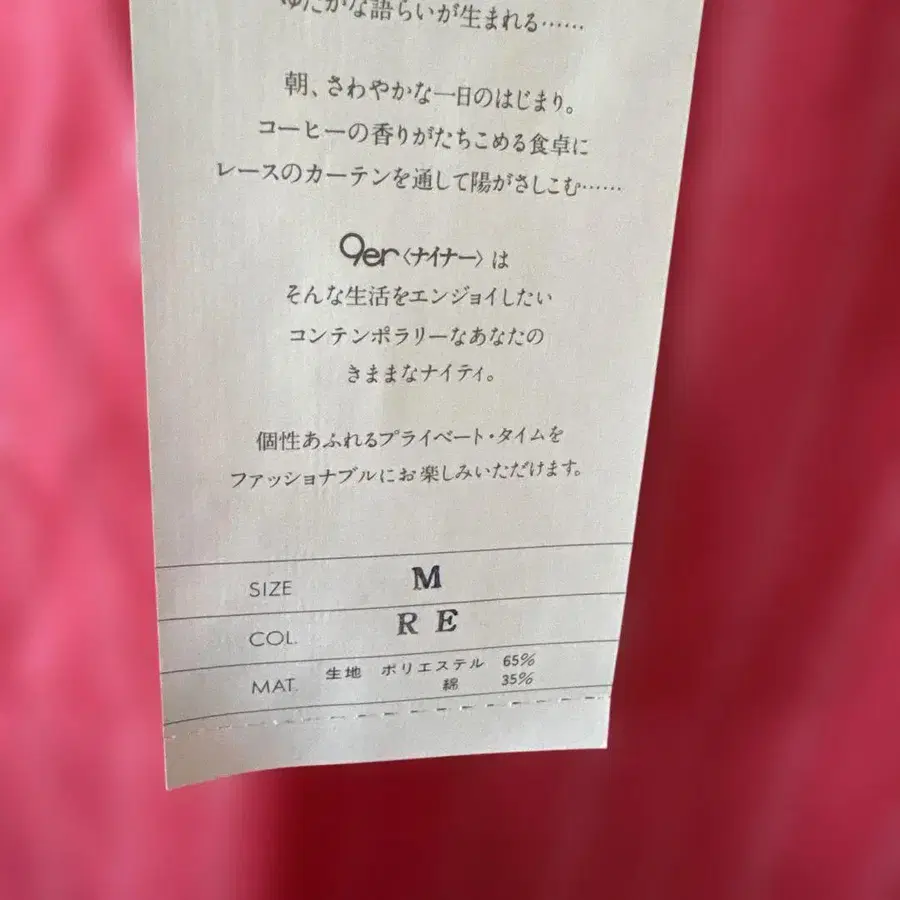 ゆたかな語らいが生まれる……
朝、さわやかな一日のはじまり。
コーヒーの香りがたちこめる食卓に
レースのカーテンを通して陽がさしこむ……
9er〈ナイナー〉は
そんな生活をエンジョイしたい
コンテンポラリーなあなたの
きままなナイティ。
個性あふれるプライベート・タイムを
ファッショナブルにお楽しみいただけます。
SIZE M
COL. R E
MAT. 生地 ポリエステル 65%
綿 35%